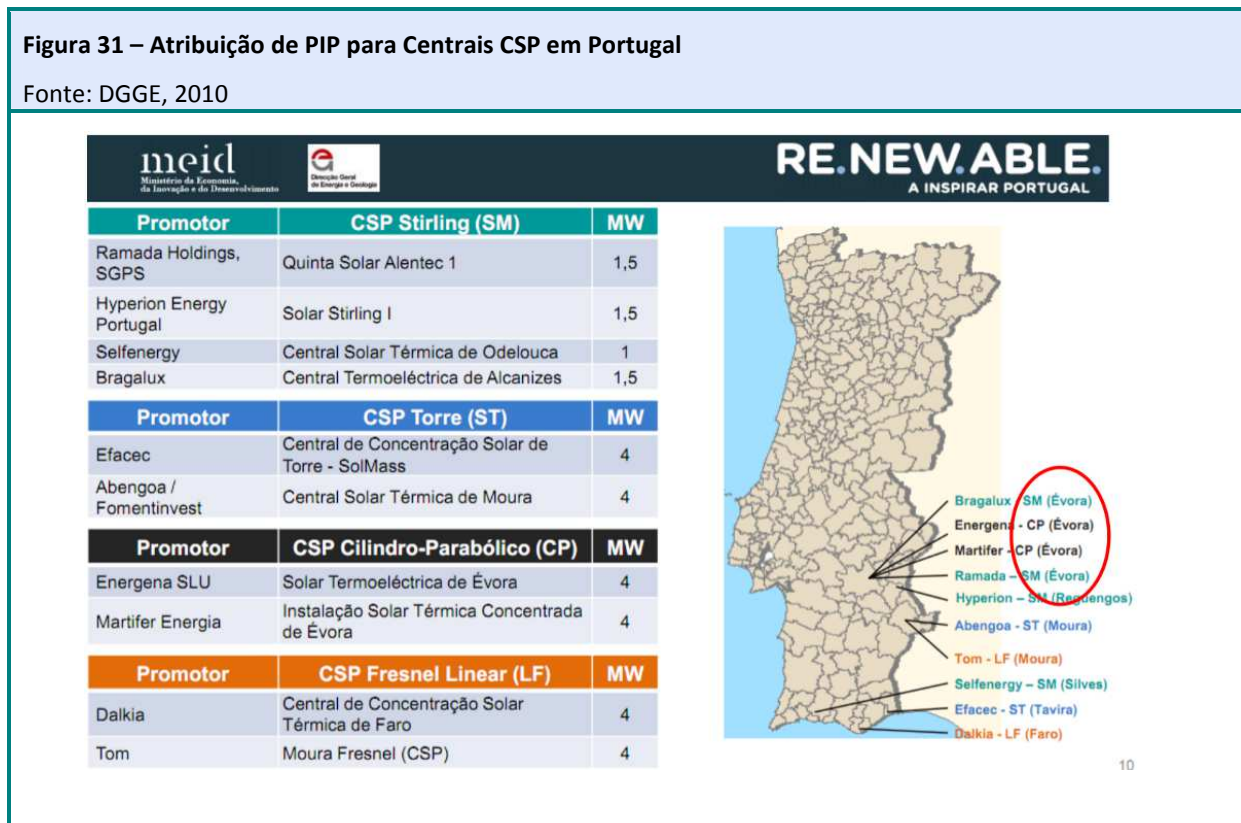 Figura 31 – Atribuição de PIP para Centrais CSP em Portugal
Fonte: DGGE, 2010
meid
Ministério da Economia,
da Inovação e do Desenvolvimento
Direcção Geral
de Energia e Geologia
RE.NEW.ABLE.
A INSPIRAR PORTUGAL
Promotor CSP Stirling (SM) MW
Ramada Holdings,
SGPS Quinta Solar Alentec 1 1,5
Hyperion Energy
Portugal Solar Stirling I 1,5
Selfenergy Central Solar Térmica de Odelouca 1
Bragalux Central Termoeléctrica de Alcanizes 1,5
Promotor CSP Torre (ST) MW
Efacec Central de Concentração Solar de
Torre - SolMass 4
Abengoa /
Fomentinvest Central Solar Térmica de Moura 4
Promotor CSP Cilindro-Parabólico (CP) MW
Energena SLU Solar Termoeléctrica de Évora 4
Martifer Energia Instalação Solar Térmica Concentrada
de Évora 4
Promotor CSP Fresnel Linear (LF) MW
Dalkia Central de Concentração Solar
Térmica de Faro 4
Tom Moura Fresnel (CSP) 4
Bragalux - SM (Évora)
Energena - CP (Évora)
Martifer - CP (Évora)
Ramada – SM (Évora)
Hyperion – SM (Reguengos)
Abengoa - ST (Moura)
Tom - LF (Moura)
Selfenergy – SM (Silves)
Efacec - ST (Tavira)
Dalkia - LF (Faro)
10